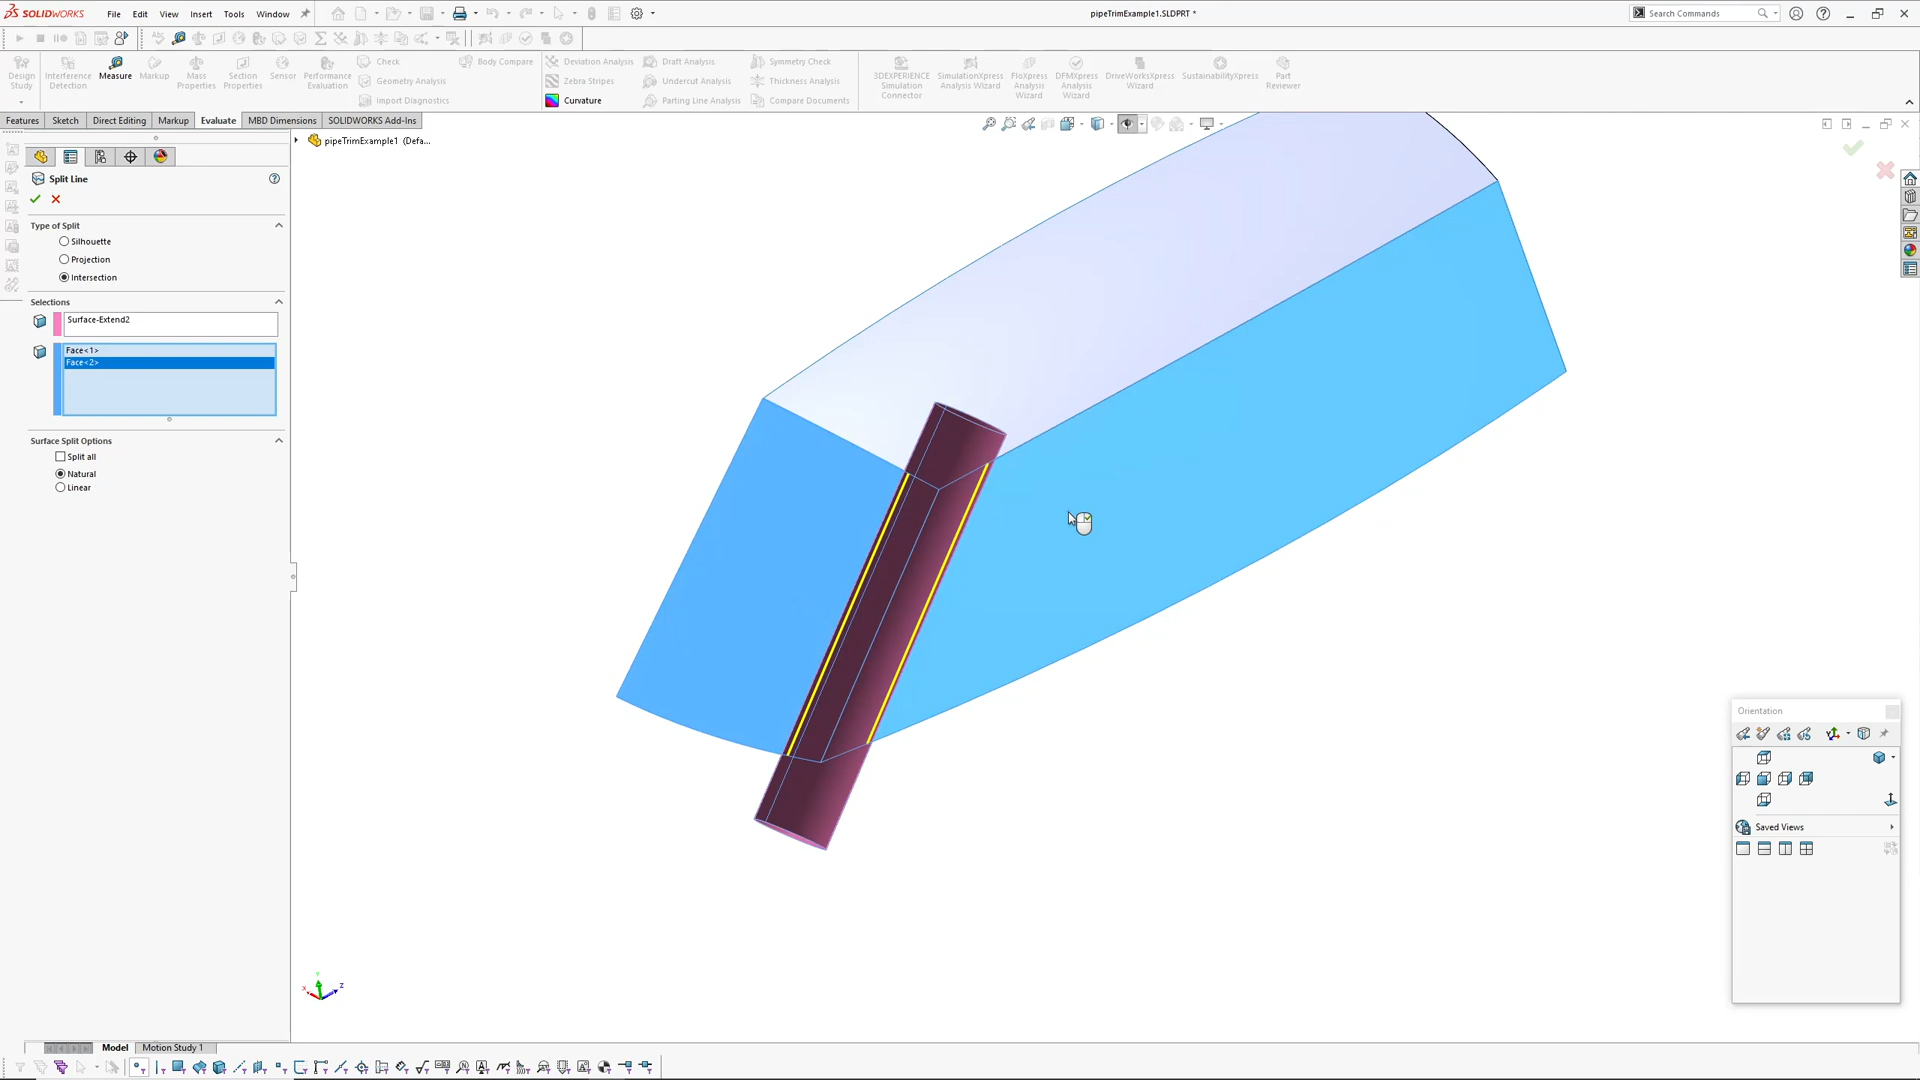 SOLIDWORKS File Edit View Insert Tools Window
pipeTrimExample1.SLDPRT *
Search Commands
Design Study
Interference Detection
Measure
Markup
Mass Properties
Section Properties
Sensor
Performance Evaluation
Check
Geometry Analysis
Import Diagnostics
Body Compare
Deviation Analysis
Zebra Stripes
Curvature
Draft Analysis
Undercut Analysis
Parting Line Analysis
Symmetry Check
Thickness Analysis
Compare Documents
3DEXPERIENCE Simulation Connector
SimulationXpress Analysis Wizard
FloXpress Analysis Wizard
DFMXpress Analysis Wizard
DriveWorksXpress Wizard
SustainabilityXpress
Part Reviewer
Features Sketch Direct Editing Markup Evaluate MBD Dimensions SOLIDWORKS Add-Ins
pipeTrimExample1 (Defa...
Split Line
Type of Split
Silhouette
Projection
Intersection
Selections
Surface-Extend2
Face<1>
Face<2>
Surface Split Options
Split all
Natural
Linear
Orientation
Saved Views
Y
X
Z
Model Motion Study 1